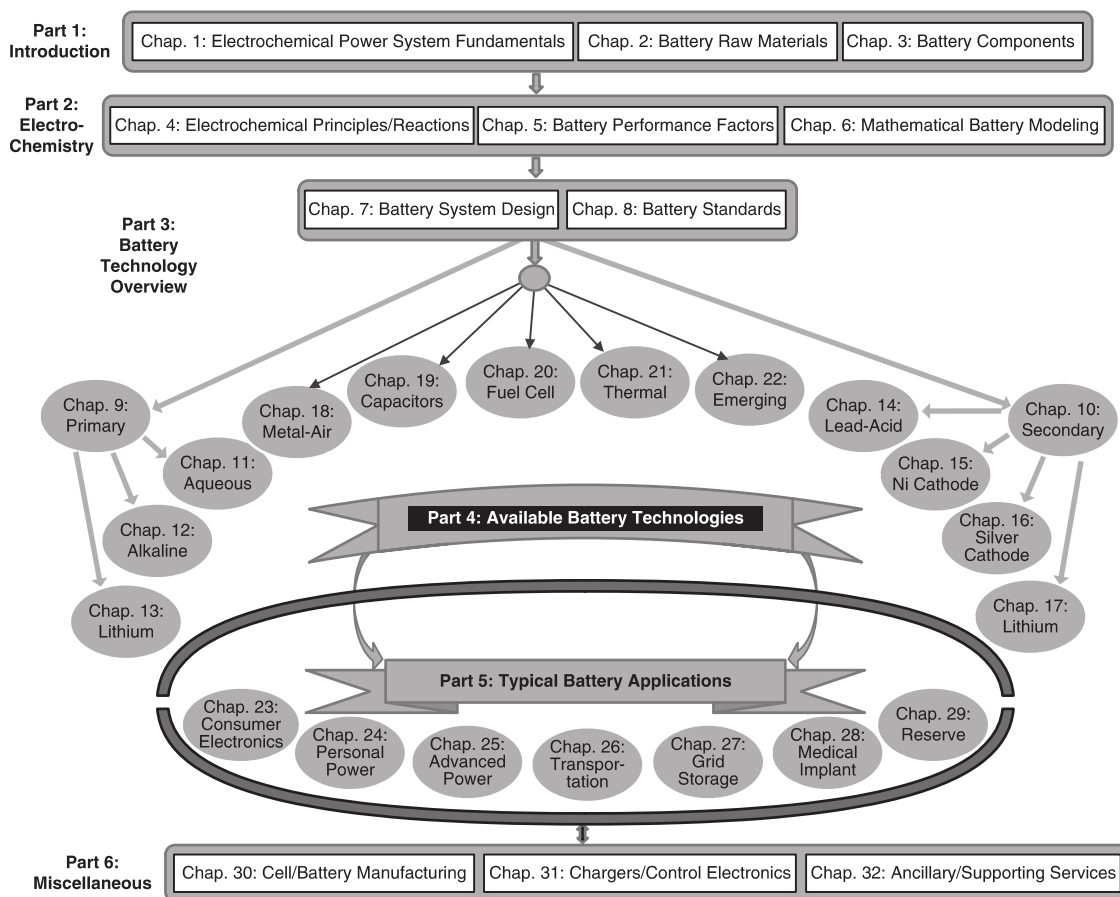 Part 1:
Introduction
Chap. 1: Electrochemical Power System Fundamentals
Chap. 2: Battery Raw Materials
Chap. 3: Battery Components
Part 2:
Electro-
Chemistry
Chap. 4: Electrochemical Principles/Reactions
Chap. 5: Battery Performance Factors
Chap. 6: Mathematical Battery Modeling
Part 3:
Battery
Technology
Overview
Chap. 7: Battery System Design
Chap. 8: Battery Standards
Chap. 9:
Primary
Chap. 11:
Aqueous
Chap. 12:
Alkaline
Chap. 13:
Lithium
Chap. 18:
Metal-Air
Chap. 19:
Capacitors
Chap. 20:
Fuel Cell
Chap. 21:
Thermal
Chap. 22:
Emerging
Chap. 10:
Secondary
Chap. 14:
Lead-Acid
Chap. 15:
Ni Cathode
Chap. 16:
Silver
Cathode
Chap. 17:
Lithium
Part 4: Available Battery Technologies
Part 5: Typical Battery Applications
Chap. 23:
Consumer
Electronics
Chap. 24:
Personal
Power
Chap. 25:
Advanced
Power
Chap. 26:
Transpor-
tation
Chap. 27:
Grid
Storage
Chap. 28:
Medical
Implant
Chap. 29:
Reserve
Part 6:
Miscellaneous
Chap. 30: Cell/Battery Manufacturing
Chap. 31: Chargers/Control Electronics
Chap. 32: Ancillary/Supporting Services